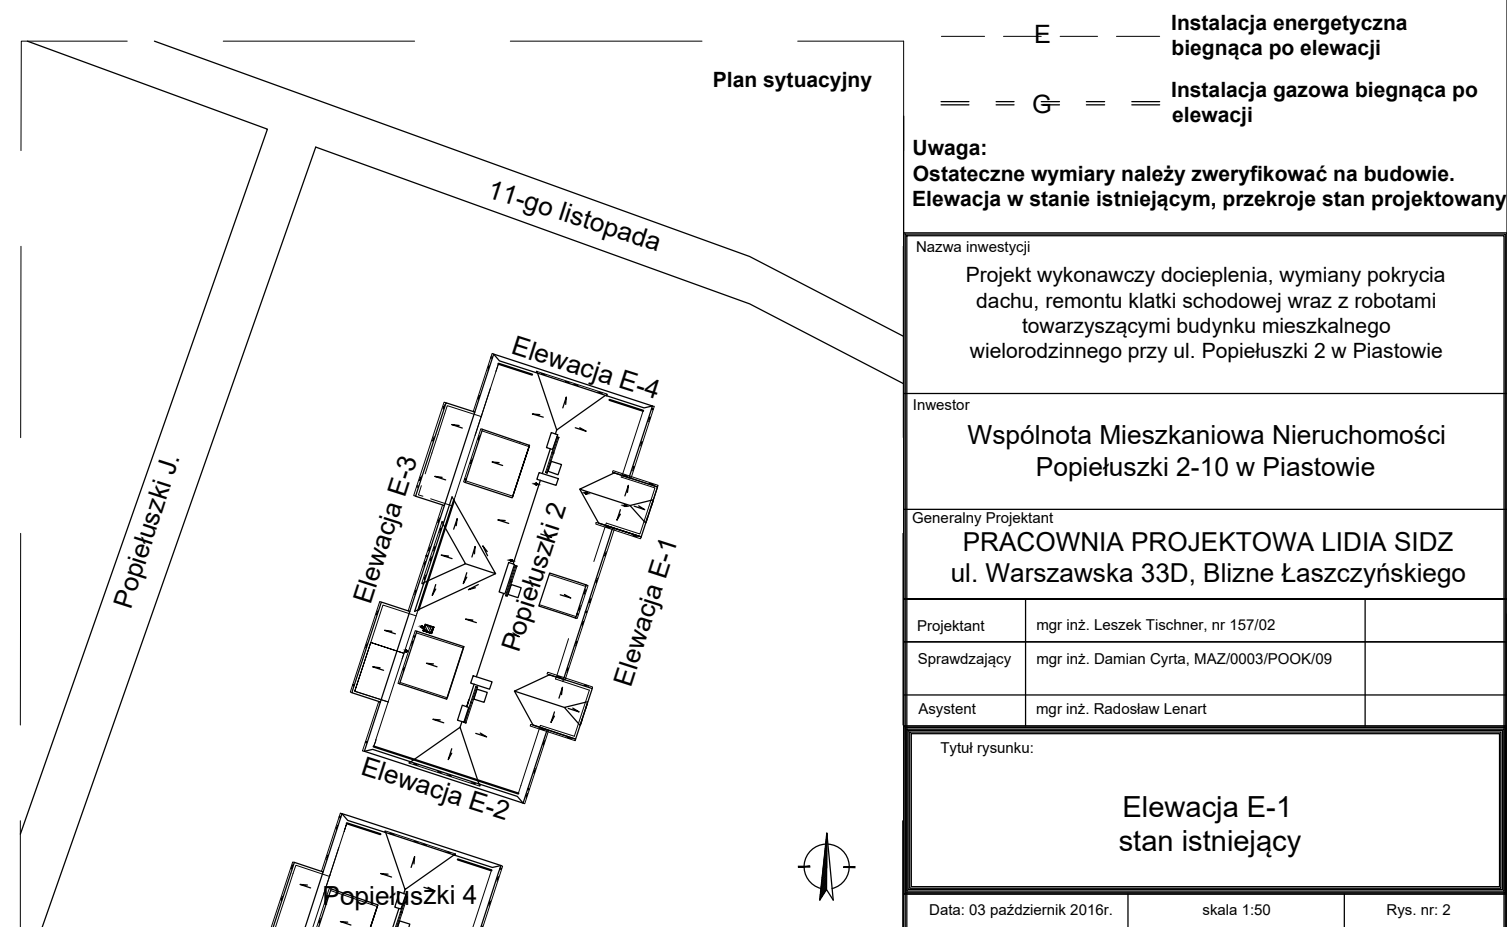 Plan sytuacyjny
11-go listopada
Popiełuszki J.
Elewacja E-4
Elewacja E-3
Popiełuszki 2
Elewacja E-1
Elewacja E-2
Popiełuszki 4
E
Instalacja energetyczna
biegnąca po elewacji
G
Instalacja gazowa biegnąca po
elewacji
Uwaga:
Ostateczne wymiary należy zweryfikować na budowie.
Elewacja w stanie istniejącym, przekroje stan projektowany
Nazwa inwestycji
Projekt wykonawczy docieplenia, wymiany pokrycia
dachu, remontu klatki schodowej wraz z robotami
towarzyszącymi budynku mieszkalnego
wielorodzinnego przy ul. Popiełuszki 2 w Piastowie
Inwestor
Wspólnota Mieszkaniowa Nieruchomości
Popiełuszki 2-10 w Piastowie
Generalny Projektant
PRACOWNIA PROJEKTOWA LIDIA SIDZ
ul. Warszawska 33D, Blizne Łaszczyńskiego
Projektant mgr inż. Leszek Tischner, nr 157/02
Sprawdzający mgr inż. Damian Cyrta, MAZ/0003/POOK/09
Asystent mgr inż. Radosław Lenart
Tytuł rysunku:
Elewacja E-1
stan istniejący
Data: 03 październik 2016r. skala 1:50 Rys. nr: 2